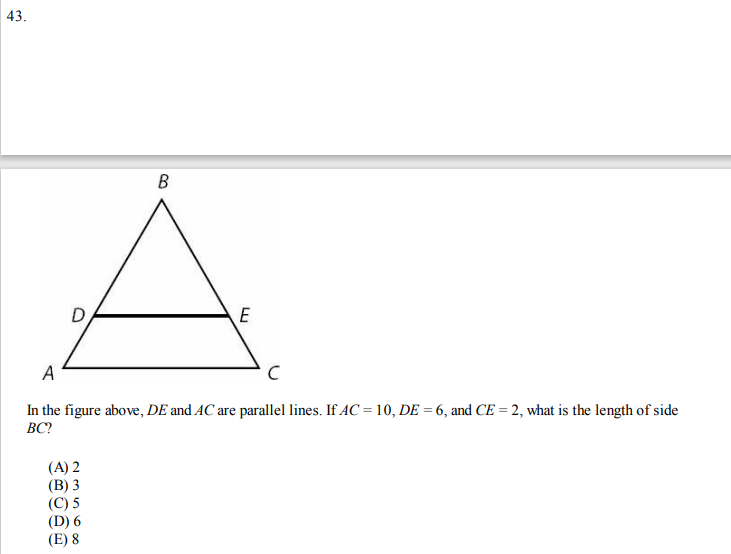 43.
B
D
E
A
C
In the figure above, DE and AC are parallel lines. If AC = 10, DE = 6, and CE = 2, what is the length of side
BC?
(A) 2
(B) 3
(C) 5
(D) 6
(E) 8